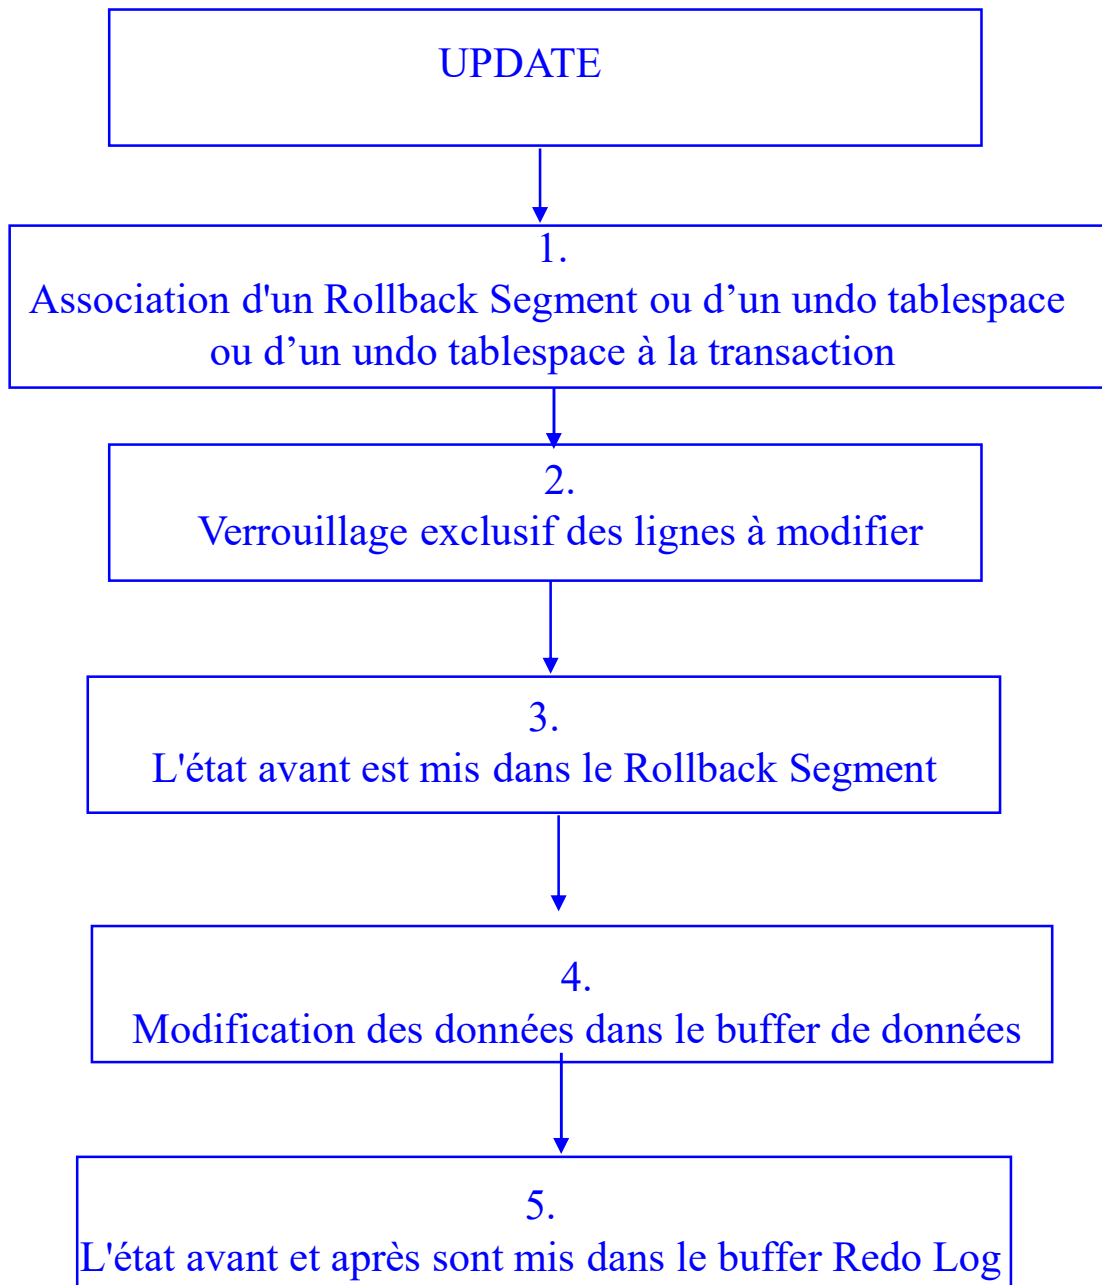 UPDATE
1.
Association d'un Rollback Segment ou d’un undo tablespace
ou d’un undo tablespace à la transaction
2.
Verrouillage exclusif des lignes à modifier
3.
L'état avant est mis dans le Rollback Segment
4.
Modification des données dans le buffer de données
5.
L'état avant et après sont mis dans le buffer Redo Log